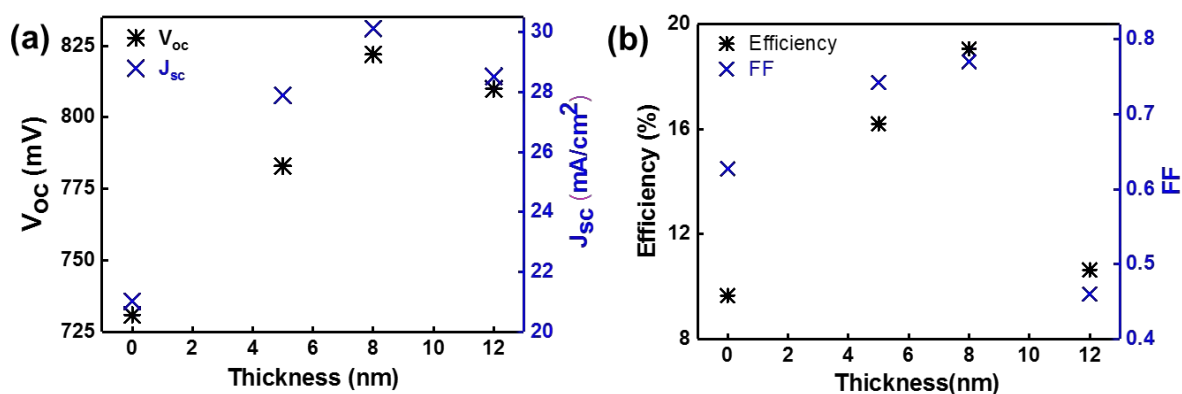 (a)
V_oc
J_sc
825
800
775
750
725
V_OC (mV)
30
28
26
24
22
20
J_SC (mA/cm²)
0 2 4 6 8 10 12
Thickness (nm)
(b)
Efficiency
FF
20
16
12
8
Efficiency (%)
0.8
0.7
0.6
0.5
0.4
FF
0 2 4 6 8 10 12
Thickness(nm)